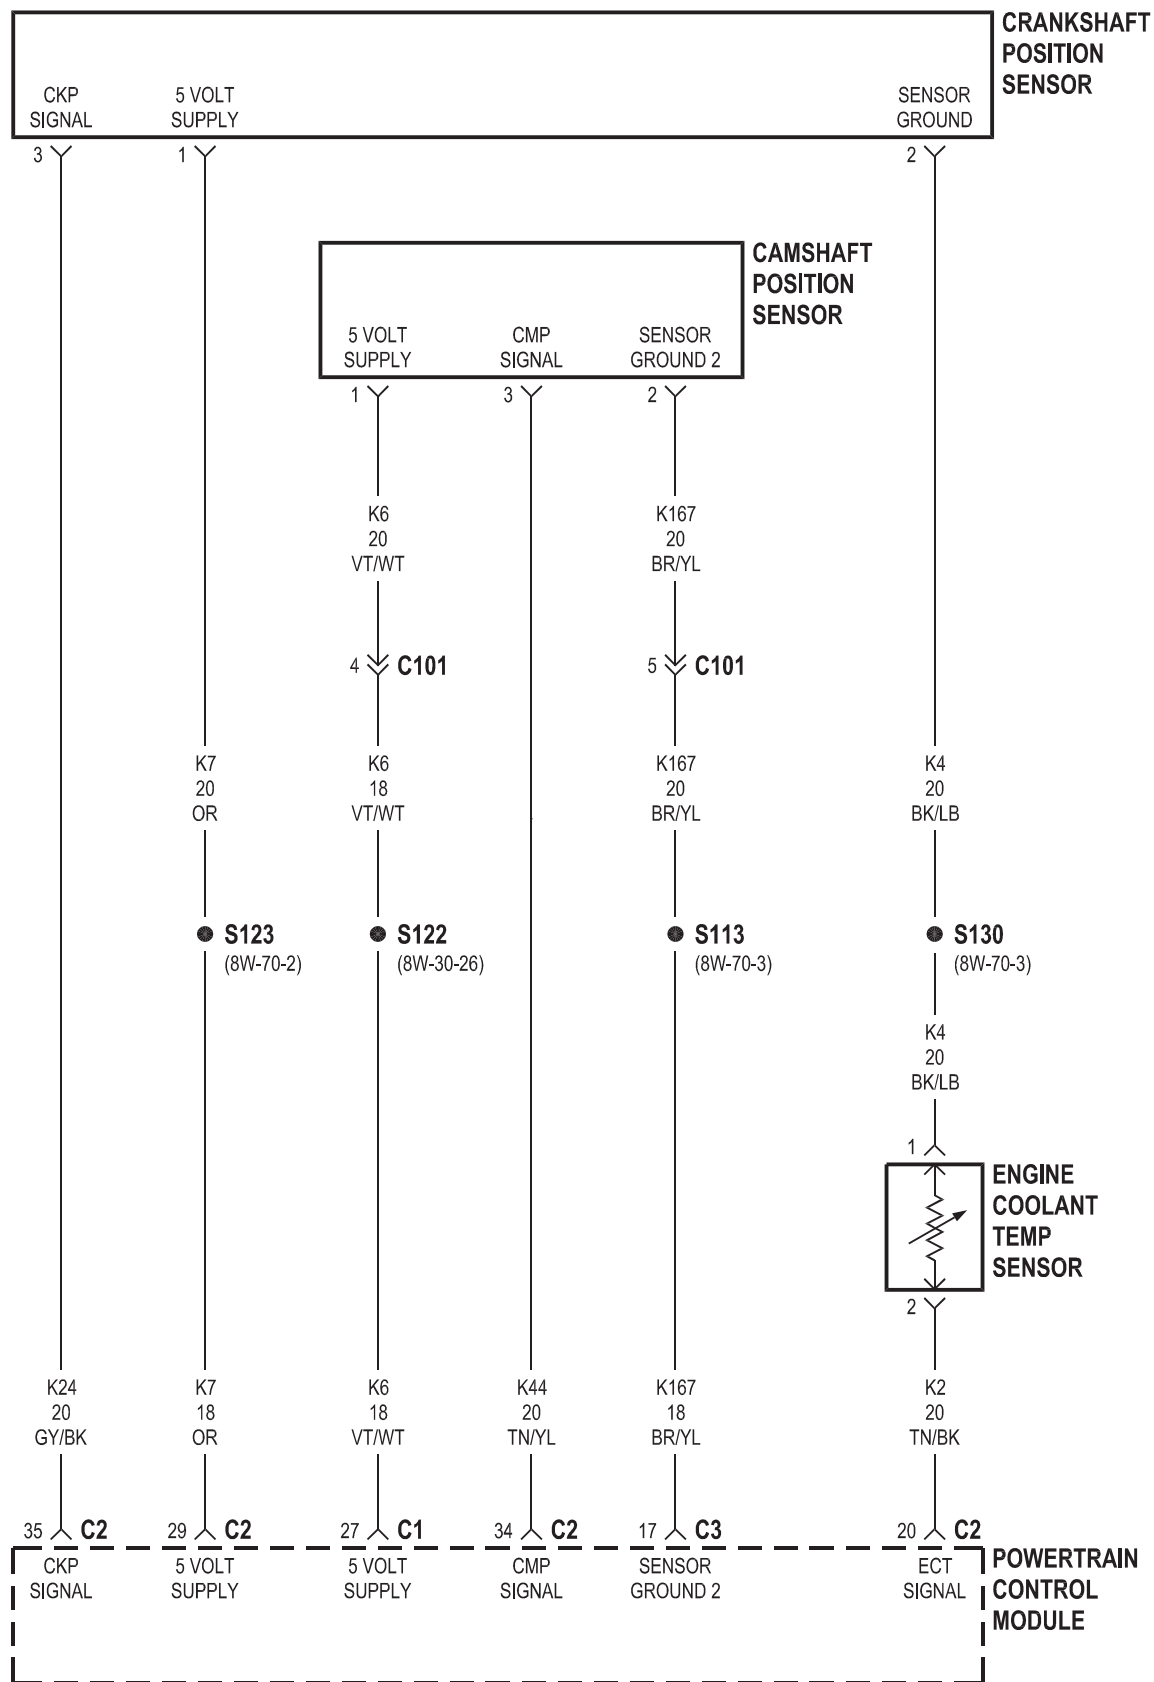 CRANKSHAFT
POSITION
SENSOR
CKP
SIGNAL
5 VOLT
SUPPLY
SENSOR
GROUND
3
1
2
CAMSHAFT
POSITION
SENSOR
5 VOLT
SUPPLY
CMP
SIGNAL
SENSOR
GROUND 2
1
3
2
K6
20
VT/WT
K167
20
BR/YL
4 C101
5 C101
K7
20
OR
K6
18
VT/WT
K167
20
BR/YL
K4
20
BK/LB
S123
(8W-70-2)
S122
(8W-30-26)
S113
(8W-70-3)
S130
(8W-70-3)
K4
20
BK/LB
1
ENGINE
COOLANT
TEMP
SENSOR
2
K24
20
GY/BK
K7
18
OR
K6
18
VT/WT
K44
20
TN/YL
K167
18
BR/YL
K2
20
TN/BK
35 C2
29 C2
27 C1
34 C2
17 C3
20 C2
CKP
SIGNAL
5 VOLT
SUPPLY
5 VOLT
SUPPLY
CMP
SIGNAL
SENSOR
GROUND 2
ECT
SIGNAL
POWERTRAIN
CONTROL
MODULE